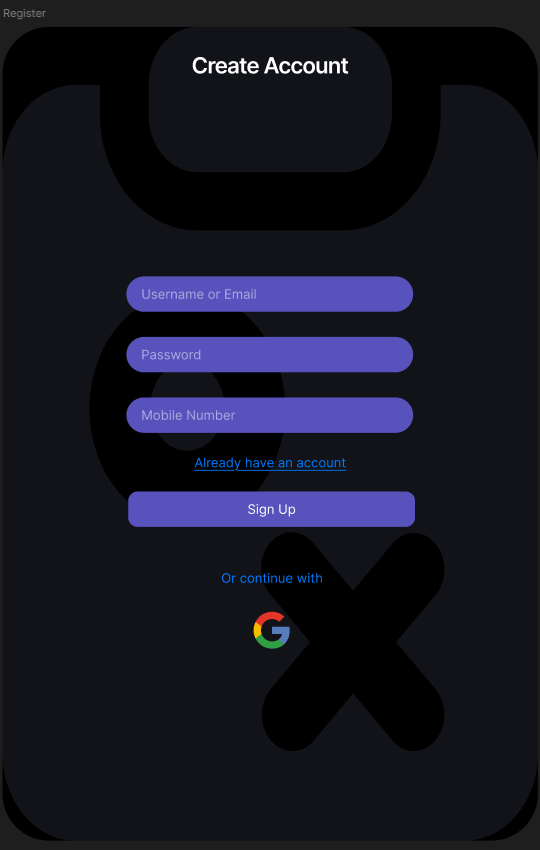 Register
Create Account
Username or Email
Password
Mobile Number
Already have an account
Sign Up
Or continue with